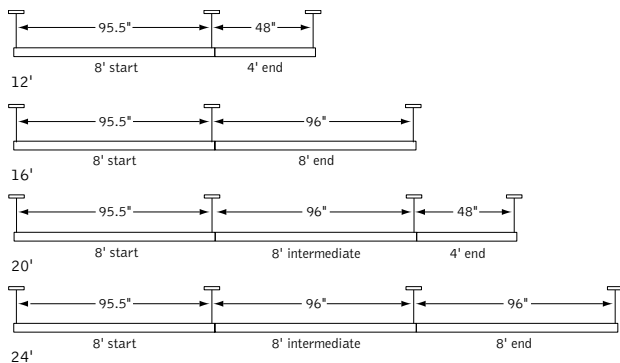 95.5" 48"
8' start 4' end
12'
95.5" 96"
8' start 8' end
16'
95.5" 96" 48"
8' start 8' intermediate 4' end
20'
95.5" 96" 96"
8' start 8' intermediate 8' end
24'